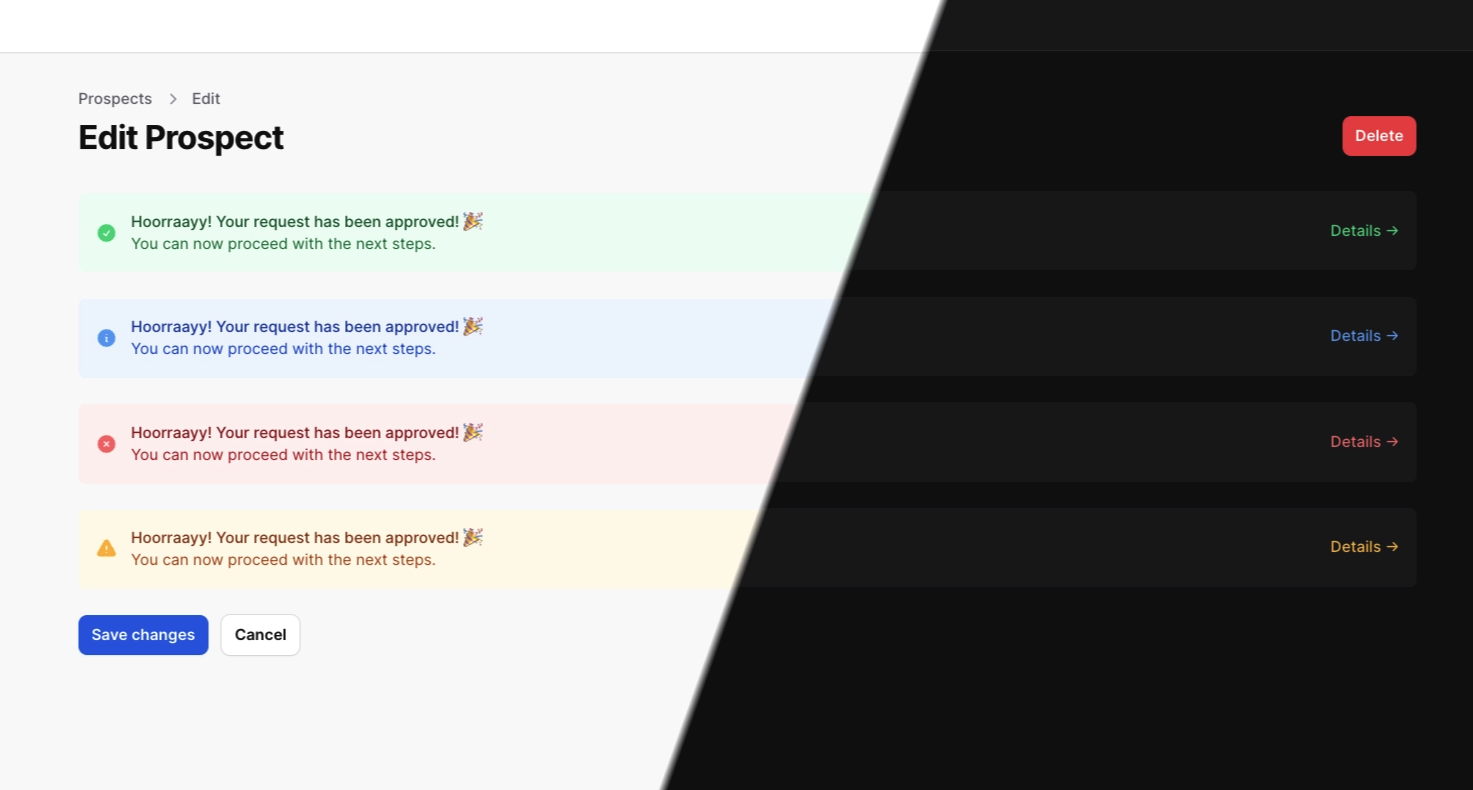 Prospects > Edit
Edit Prospect
Delete
Hoorraayy! Your request has been approved! 🎉
You can now proceed with the next steps.
Details →
Hoorraayy! Your request has been approved! 🎉
You can now proceed with the next steps.
Details →
Hoorraayy! Your request has been approved! 🎉
You can now proceed with the next steps.
Details →
Hoorraayy! Your request has been approved! 🎉
You can now proceed with the next steps.
Details →
Save changes
Cancel